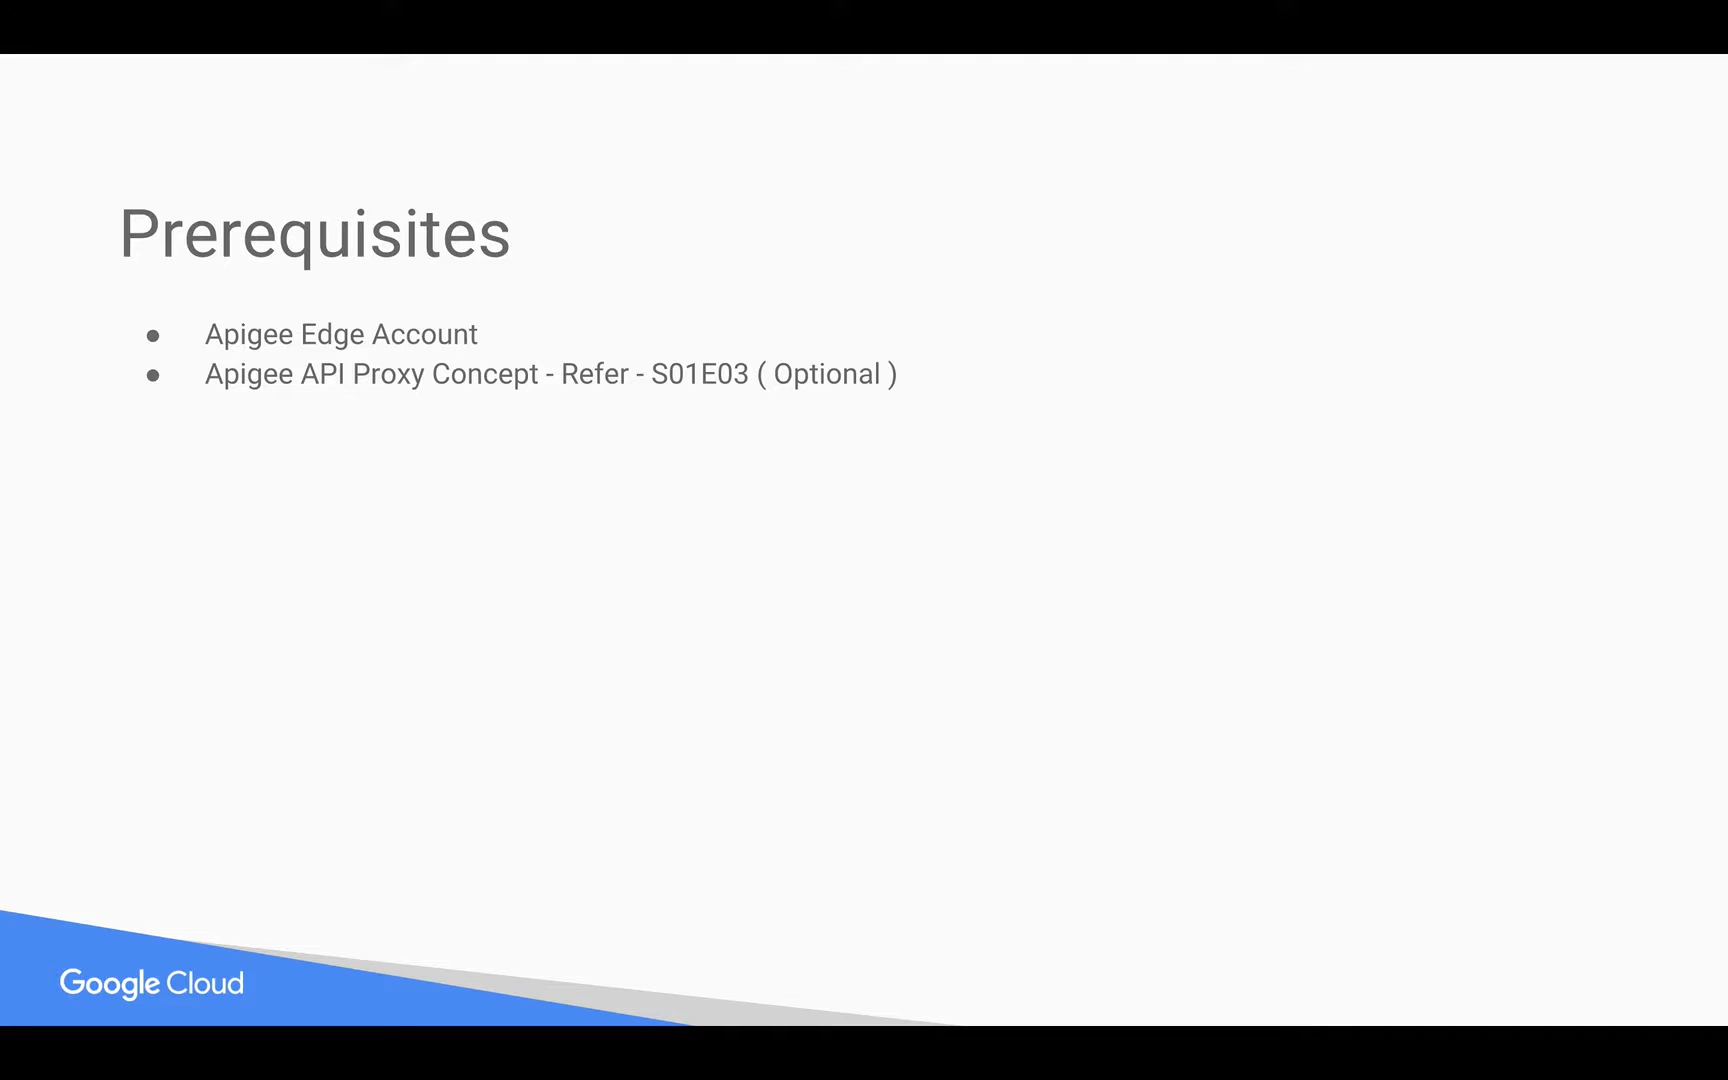 Prerequisites
● Apigee Edge Account
● Apigee API Proxy Concept - Refer - S01E03 ( Optional )
Google Cloud